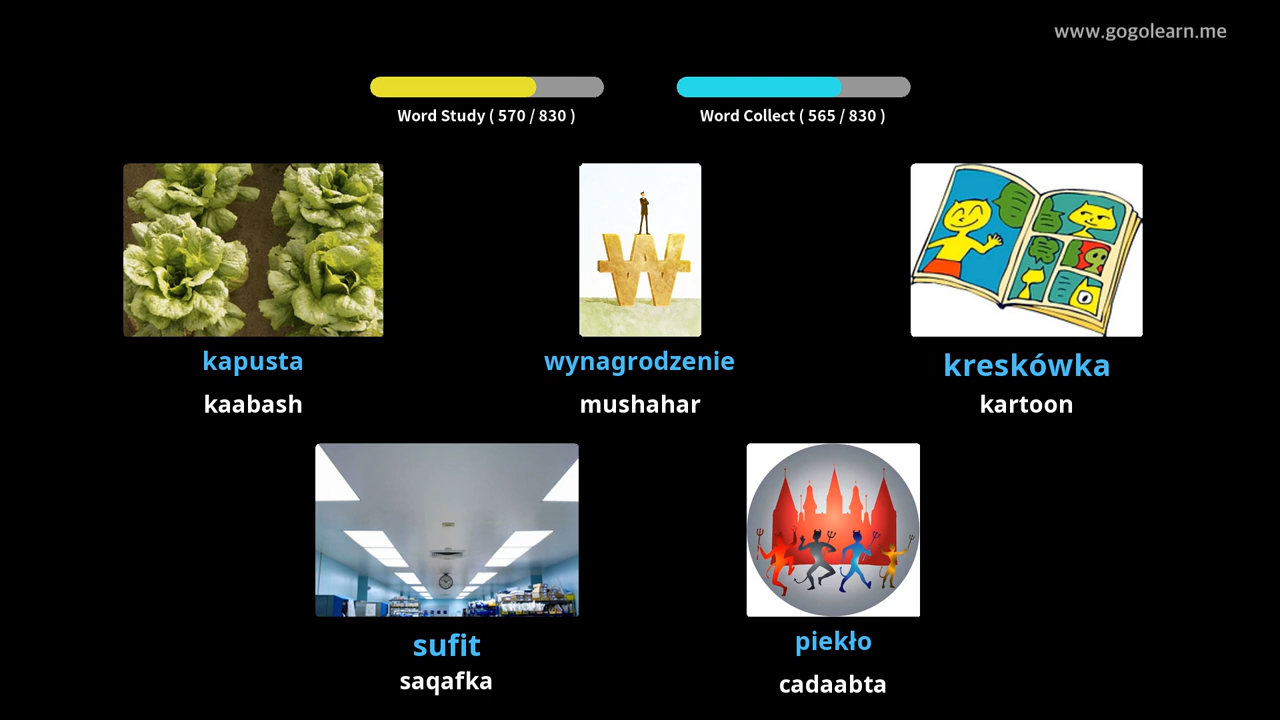 www.gogolearn.me
Word Study ( 570 / 830 )
Word Collect ( 565 / 830 )
kapusta
kaabash
wynagrodzenie
mushahar
kreskówka
kartoon
sufit
saqafka
piekło
cadaabta